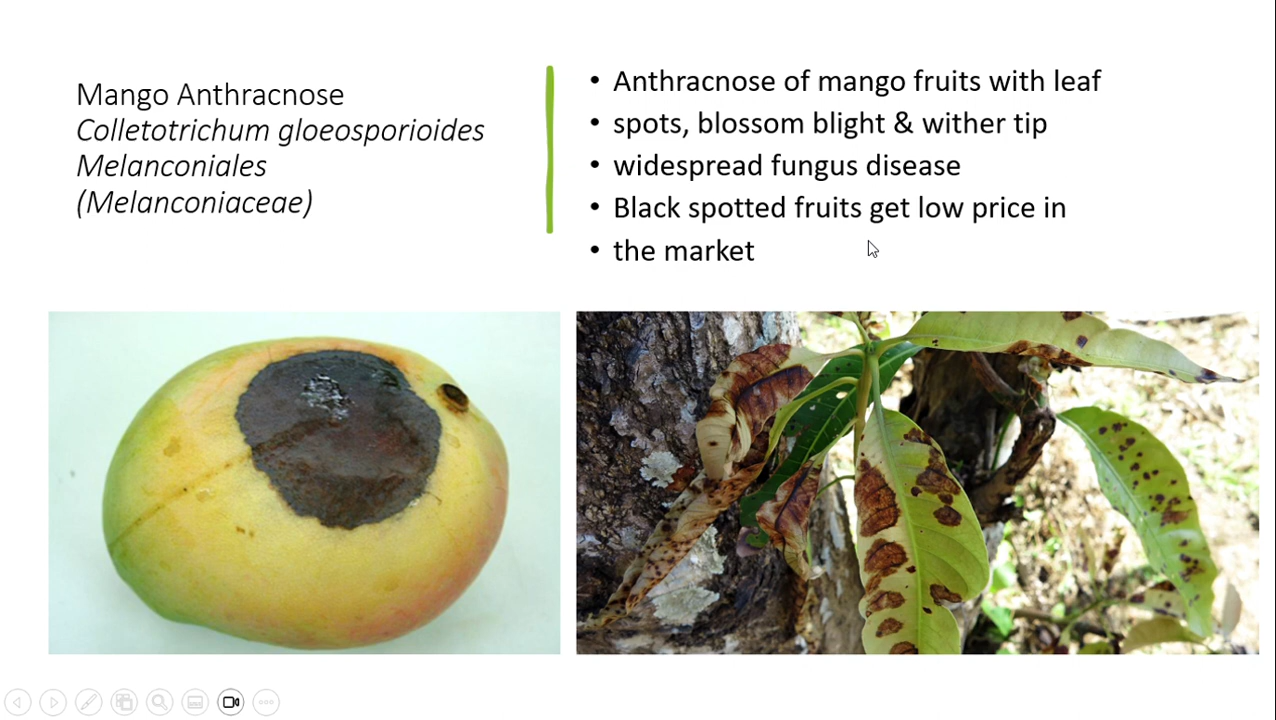 Mango Anthracnose
Colletotrichum gloeosporioides
Melanconiales
(Melanconiaceae)
• Anthracnose of mango fruits with leaf
• spots, blossom blight & wither tip
• widespread fungus disease
• Black spotted fruits get low price in
• the market